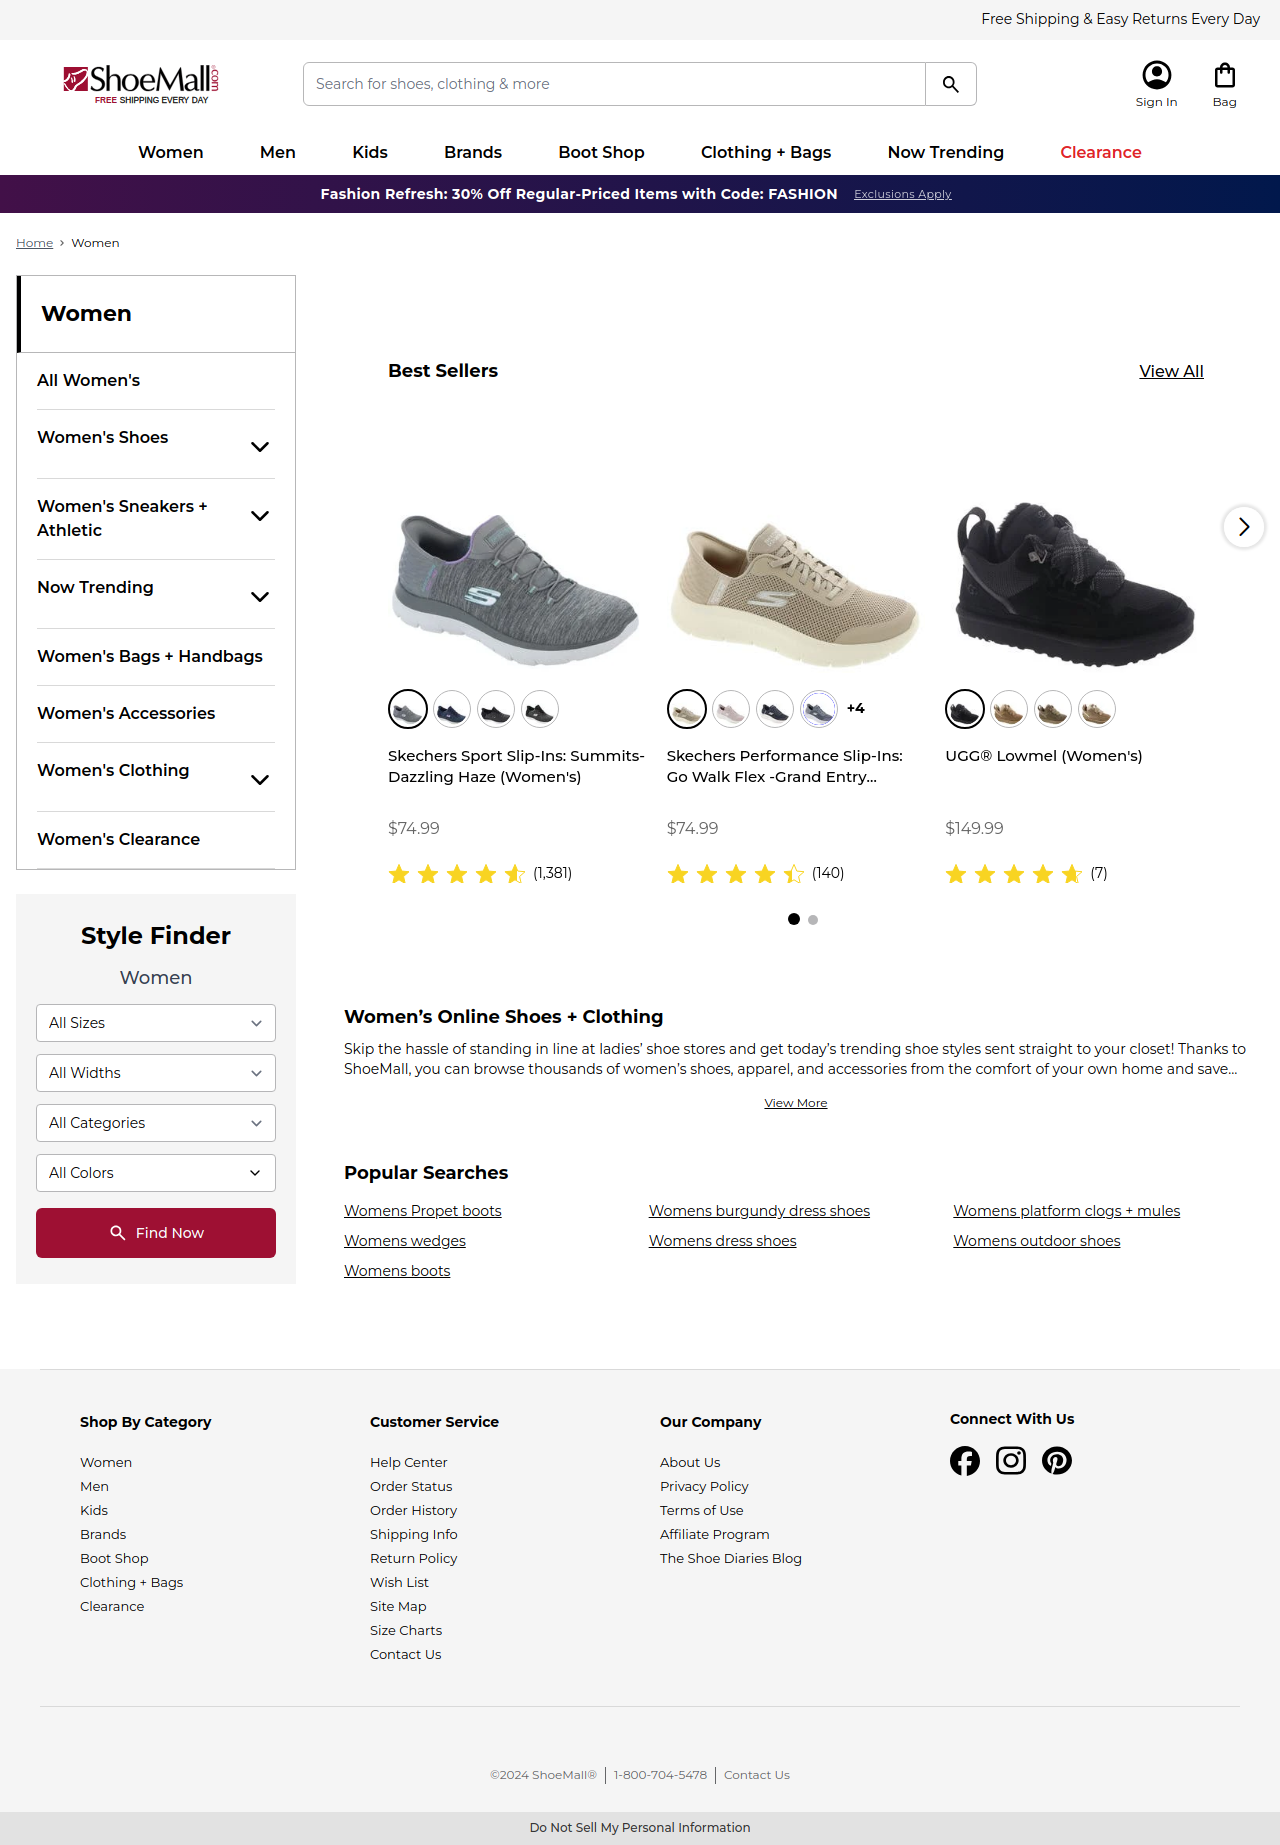 Free Shipping & Easy Returns Every Day
ShoeMall.com
FREE SHIPPING EVERY DAY
Search for shoes, clothing & more
Sign In
Bag
Women
Men
Kids
Brands
Boot Shop
Clothing + Bags
Now Trending
Clearance
Fashion Refresh: 30% Off Regular-Priced Items with Code: FASHION
Exclusions Apply
Home › Women
Women
All Women's
Women's Shoes
Women's Sneakers +
Athletic
Now Trending
Women's Bags + Handbags
Women's Accessories
Women's Clothing
Women's Clearance
Style Finder
Women
All Sizes
All Widths
All Categories
All Colors
Find Now
Best Sellers
View All
+4
Skechers Sport Slip-Ins: Summits-
Dazzling Haze (Women's)
$74.99
(1,381)
Skechers Performance Slip-Ins:
Go Walk Flex -Grand Entry...
$74.99
(140)
UGG® Lowmel (Women's)
$149.99
(7)
Women’s Online Shoes + Clothing
Skip the hassle of standing in line at ladies’ shoe stores and get today’s trending shoe styles sent straight to your closet! Thanks to
ShoeMall, you can browse thousands of women’s shoes, apparel, and accessories from the comfort of your own home and save...
View More
Popular Searches
Womens Propet boots
Womens burgundy dress shoes
Womens platform clogs + mules
Womens wedges
Womens dress shoes
Womens outdoor shoes
Womens boots
Shop By Category
Women
Men
Kids
Brands
Boot Shop
Clothing + Bags
Clearance
Customer Service
Help Center
Order Status
Order History
Shipping Info
Return Policy
Wish List
Site Map
Size Charts
Contact Us
Our Company
About Us
Privacy Policy
Terms of Use
Affiliate Program
The Shoe Diaries Blog
Connect With Us
©2024 ShoeMall®
1-800-704-5478
Contact Us
Do Not Sell My Personal Information